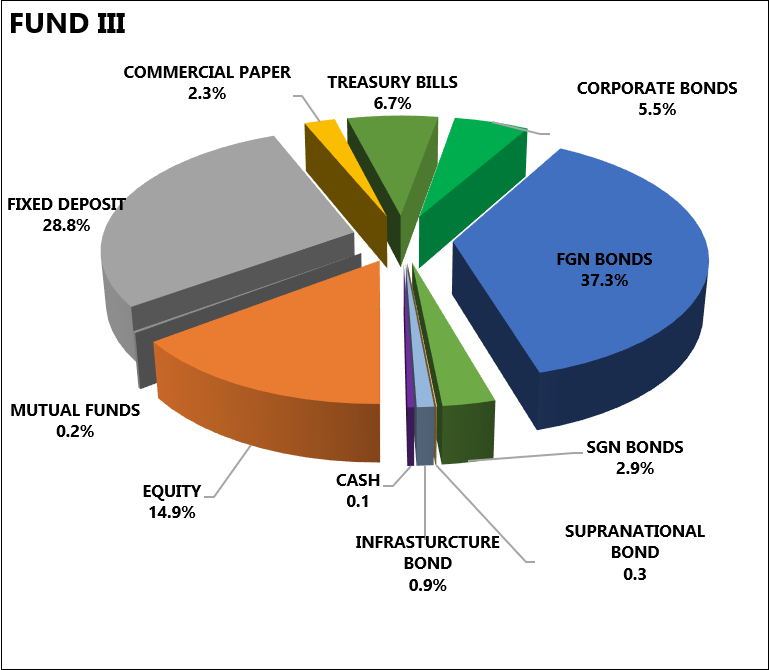 FUND III
COMMERCIAL PAPER
2.3%
TREASURY BILLS
6.7%
CORPORATE BONDS
5.5%
FIXED DEPOSIT
28.8%
FGN BONDS
37.3%
MUTUAL FUNDS
0.2%
EQUITY
14.9%
CASH
0.1
INFRASTURCTURE
BOND
0.9%
SGN BONDS
2.9%
SUPRANATIONAL
BOND
0.3